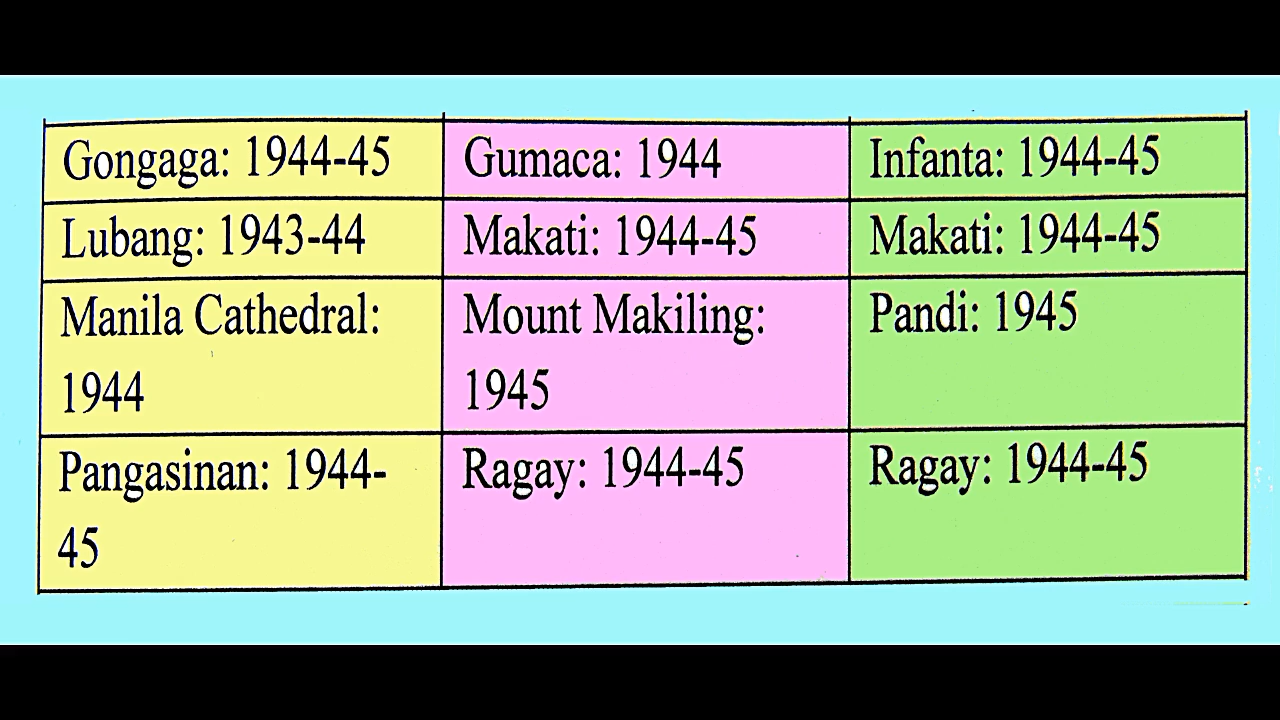 Gongaga: 1944-45
Gumaca: 1944
Infanta: 1944-45
Lubang: 1943-44
Makati: 1944-45
Makati: 1944-45
Manila Cathedral:
1944
Mount Makiling:
1945
Pandi: 1945
Pangasinan: 1944-
45
Ragay: 1944-45
Ragay: 1944-45